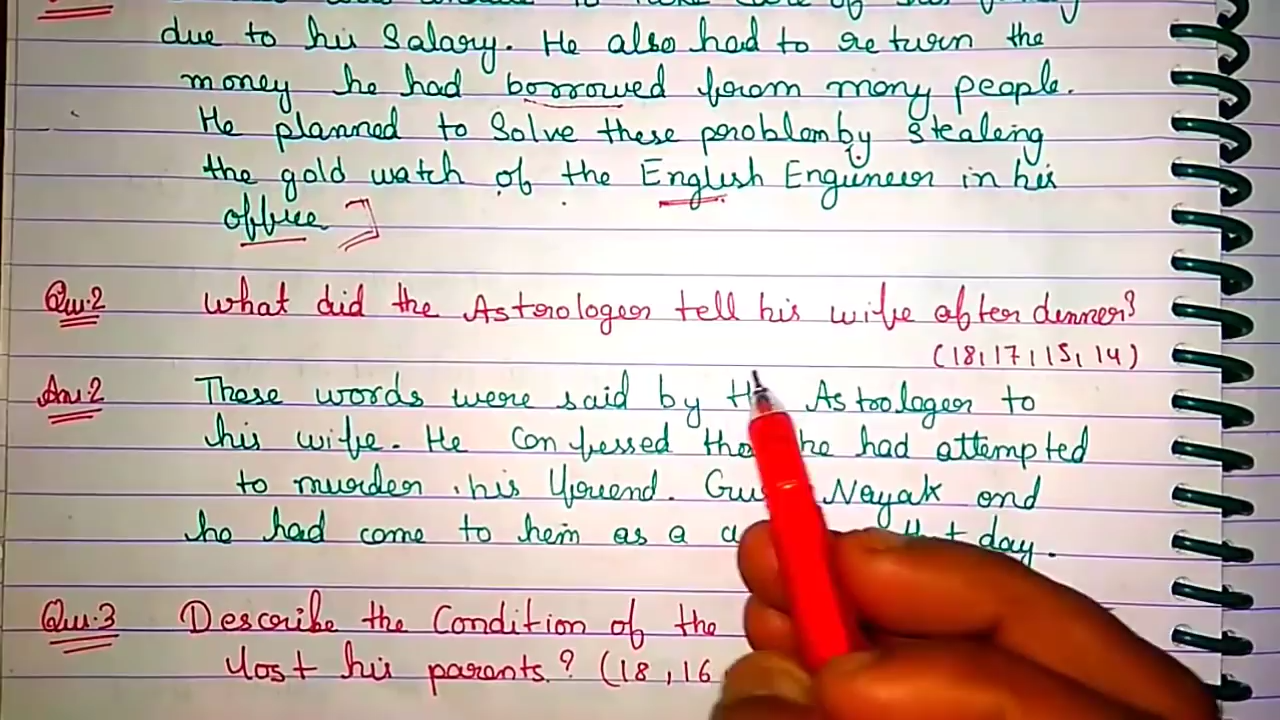 due to his Salary. He also had to return the
money he had borrowed from many people.
He planned to Solve these problem by Stealing
the gold watch of the English Engineer in his
office
Qu.2 What did the Astrologer tell his wife after dinner?
(18, 17, 15, 14)
An.2 These words were said by the Astrologer to
his wife. He confessed that he had attempted
to murder his friend. Guru Nayak and
he had come to him as a day.
Qu.3 Describe the Condition of the
lost his parents? (18, 16